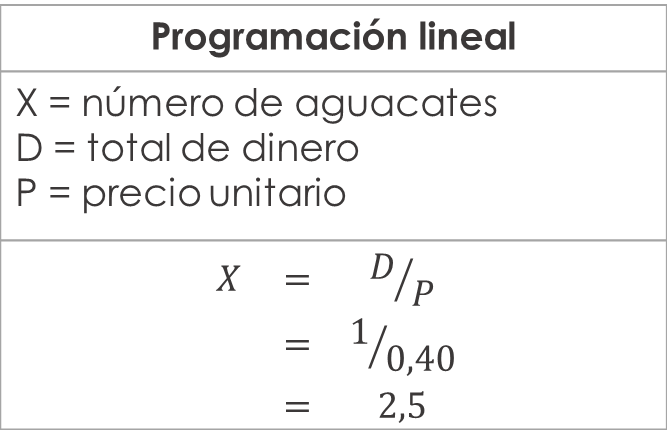 Programación lineal
X = número de aguacates
D = total de dinero
P = precio unitario
X = D/P
= 1/0,40
= 2,5